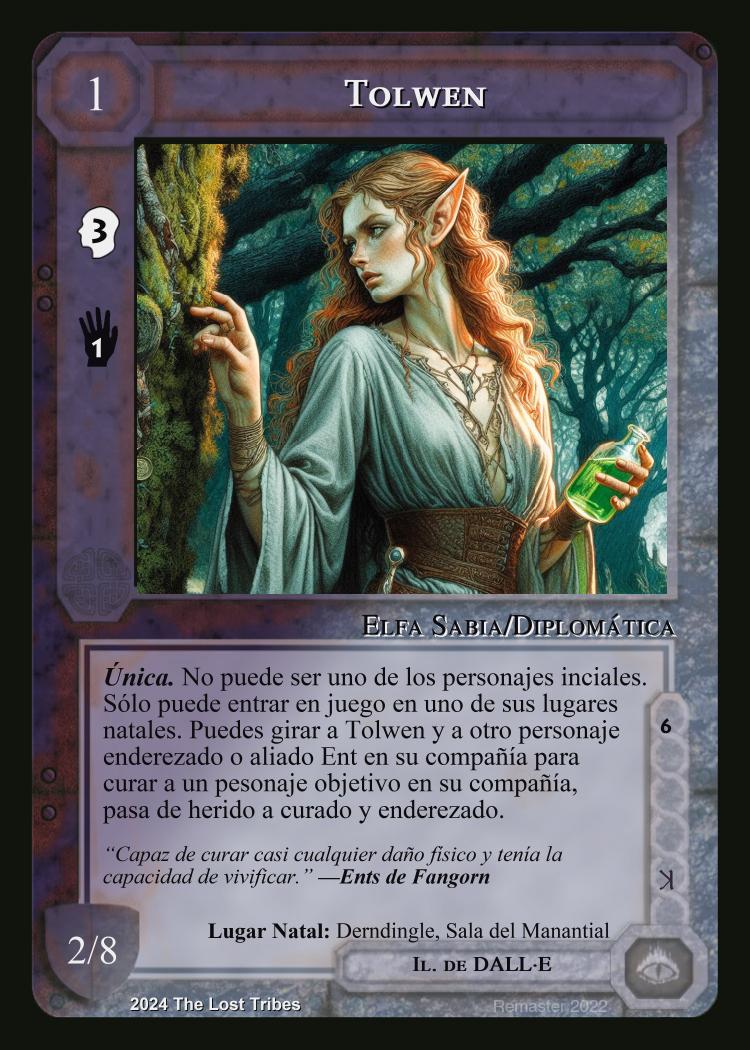 1
Tolwen
3
1
Elfa Sabia/Diplomática
Única. No puede ser uno de los personajes inciales.
Sólo puede entrar en juego en uno de sus lugares
natales. Puedes girar a Tolwen y a otro personaje
enderezado o aliado Ent en su compañía para
curar a un pesonaje objetivo en su compañía,
pasa de herido a curado y enderezado.
6
“Capaz de curar casi cualquier daño físico y tenía la
capacidad de vivificar.” —Ents de Fangorn
Lugar Natal: Derndingle, Sala del Manantial
2/8
Il. de DALL·E
2024 The Lost Tribes
Remaster 2022